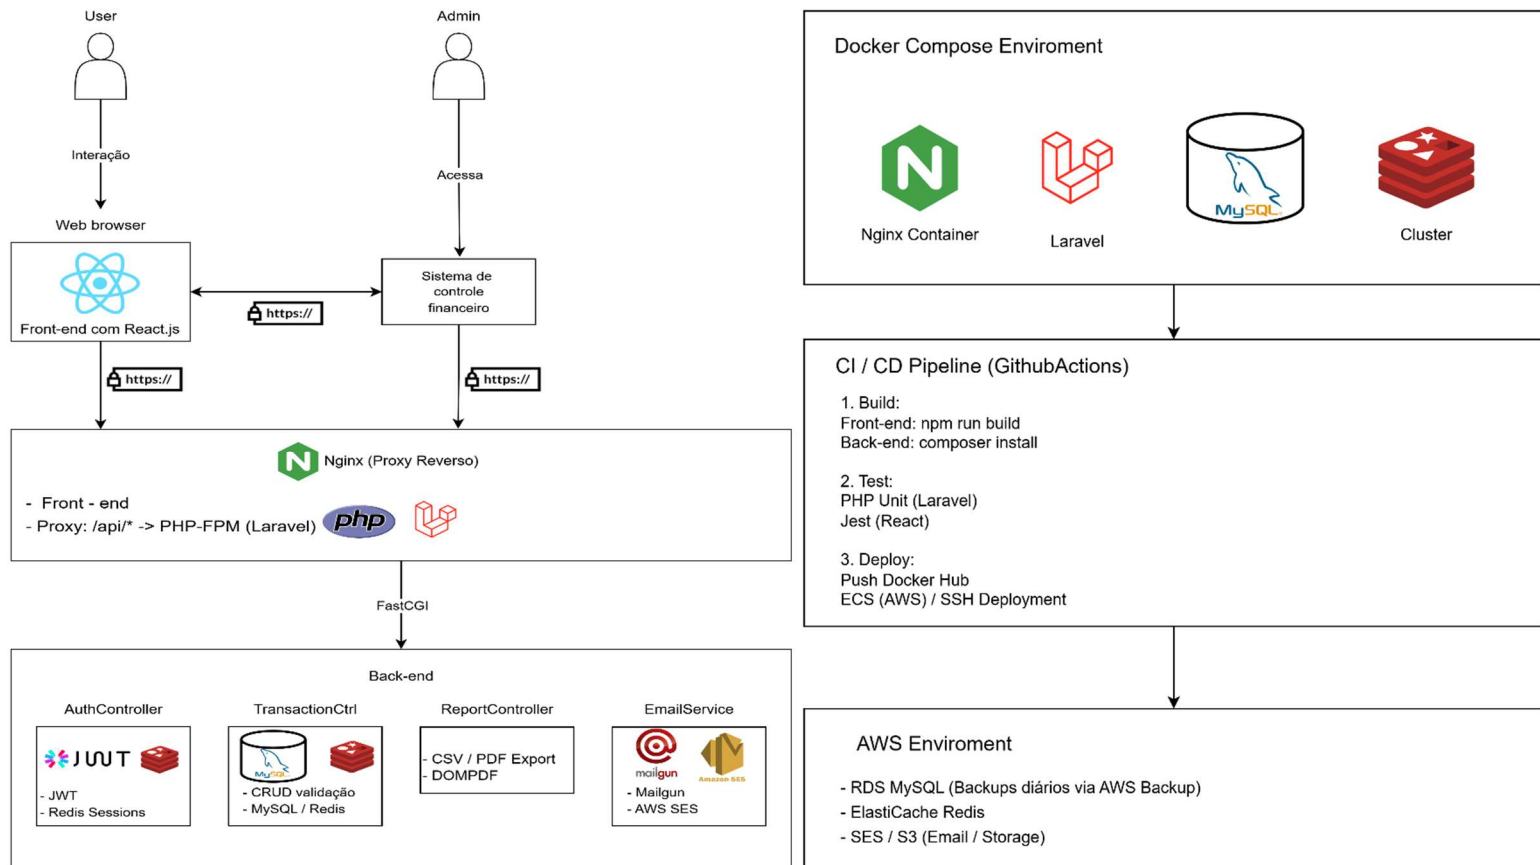 User
Interação
Web browser
Front-end com React.js
https://
Admin
Acessa
Sistema de
controle
financeiro
https://
https://
Nginx (Proxy Reverso)
- Front - end
- Proxy: /api/* -> PHP-FPM (Laravel)
php
FastCGI
Back-end
AuthController
JWT
- JWT
- Redis Sessions
TransactionCtrl
MySQL
- CRUD validação
- MySQL / Redis
ReportController
- CSV / PDF Export
- DOMPDF
EmailService
mailgun
Amazon SES
- Mailgun
- AWS SES
Docker Compose Enviroment
N
Nginx Container
Laravel
MySQL
Cluster
CI / CD Pipeline (GithubActions)
1. Build:
Front-end: npm run build
Back-end: composer install
2. Test:
PHP Unit (Laravel)
Jest (React)
3. Deploy:
Push Docker Hub
ECS (AWS) / SSH Deployment
AWS Enviroment
- RDS MySQL (Backups diários via AWS Backup)
- ElastiCache Redis
- SES / S3 (Email / Storage)